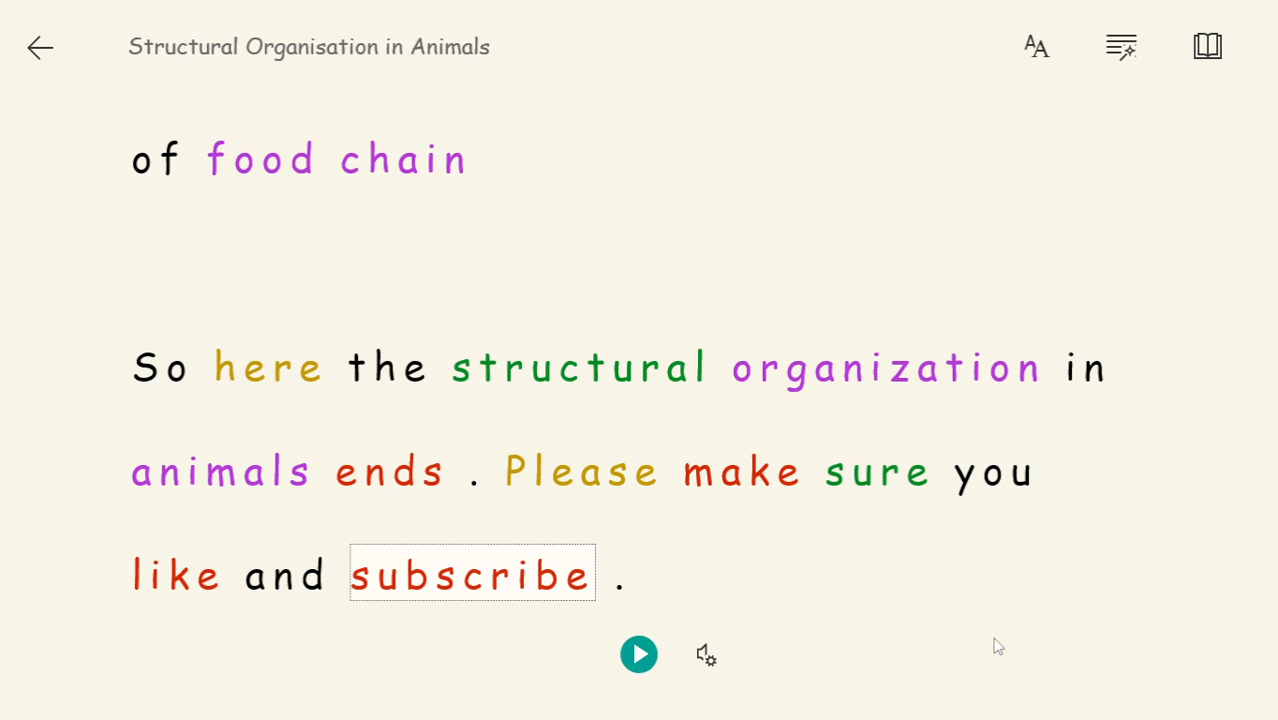 Structural Organisation in Animals
of food chain
So here the structural organization in
animals ends . Please make sure you
like and subscribe .